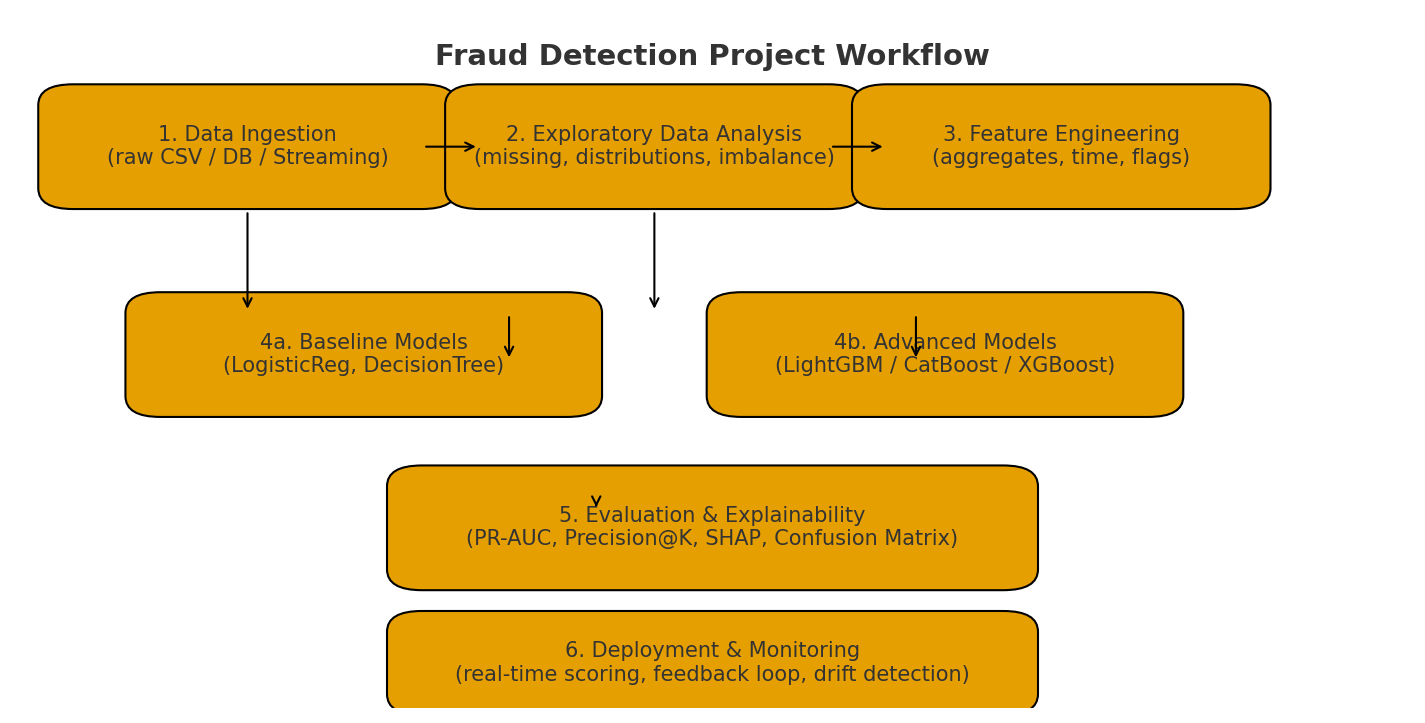 Fraud Detection Project Workflow
1. Data Ingestion
(raw CSV / DB / Streaming)
2. Exploratory Data Analysis
(missing, distributions, imbalance)
3. Feature Engineering
(aggregates, time, flags)
4a. Baseline Models
(LogisticReg, DecisionTree)
4b. Advanced Models
(LightGBM / CatBoost / XGBoost)
5. Evaluation & Explainability
(PR-AUC, Precision@K, SHAP, Confusion Matrix)
6. Deployment & Monitoring
(real-time scoring, feedback loop, drift detection)